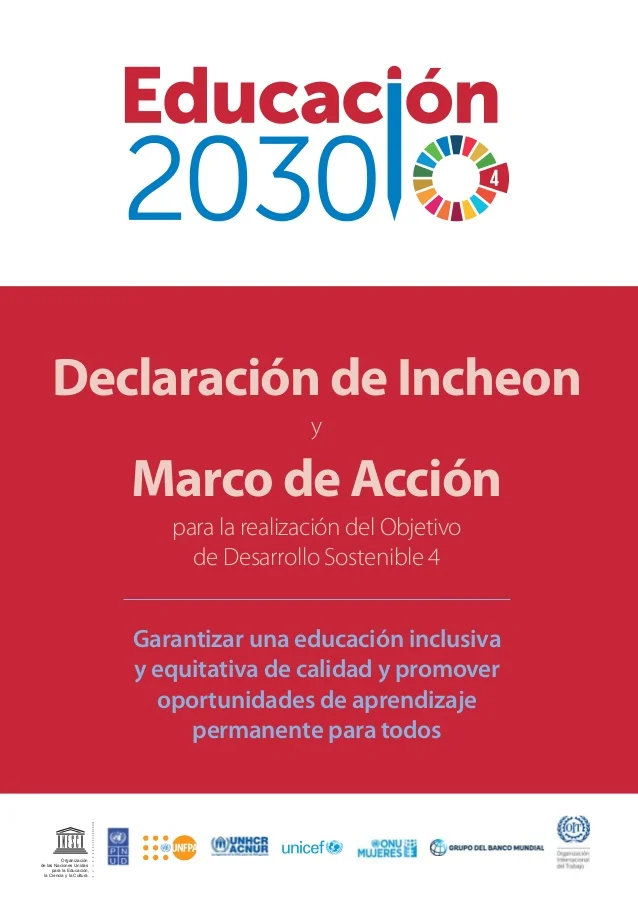 Educación
2030
4
Declaración de Incheon
y
Marco de Acción
para la realización del Objetivo
de Desarrollo Sostenible 4
Garantizar una educación inclusiva
y equitativa de calidad y promover
oportunidades de aprendizaje
permanente para todos
Organización
de las Naciones Unidas
para la Educación,
la Ciencia y la Cultura
P N
U D
UNFPA
UNHCR
ACNUR
unicef
ONU
MUJERES
GRUPO DEL BANCO MUNDIAL
Organización
Internacional
del Trabajo